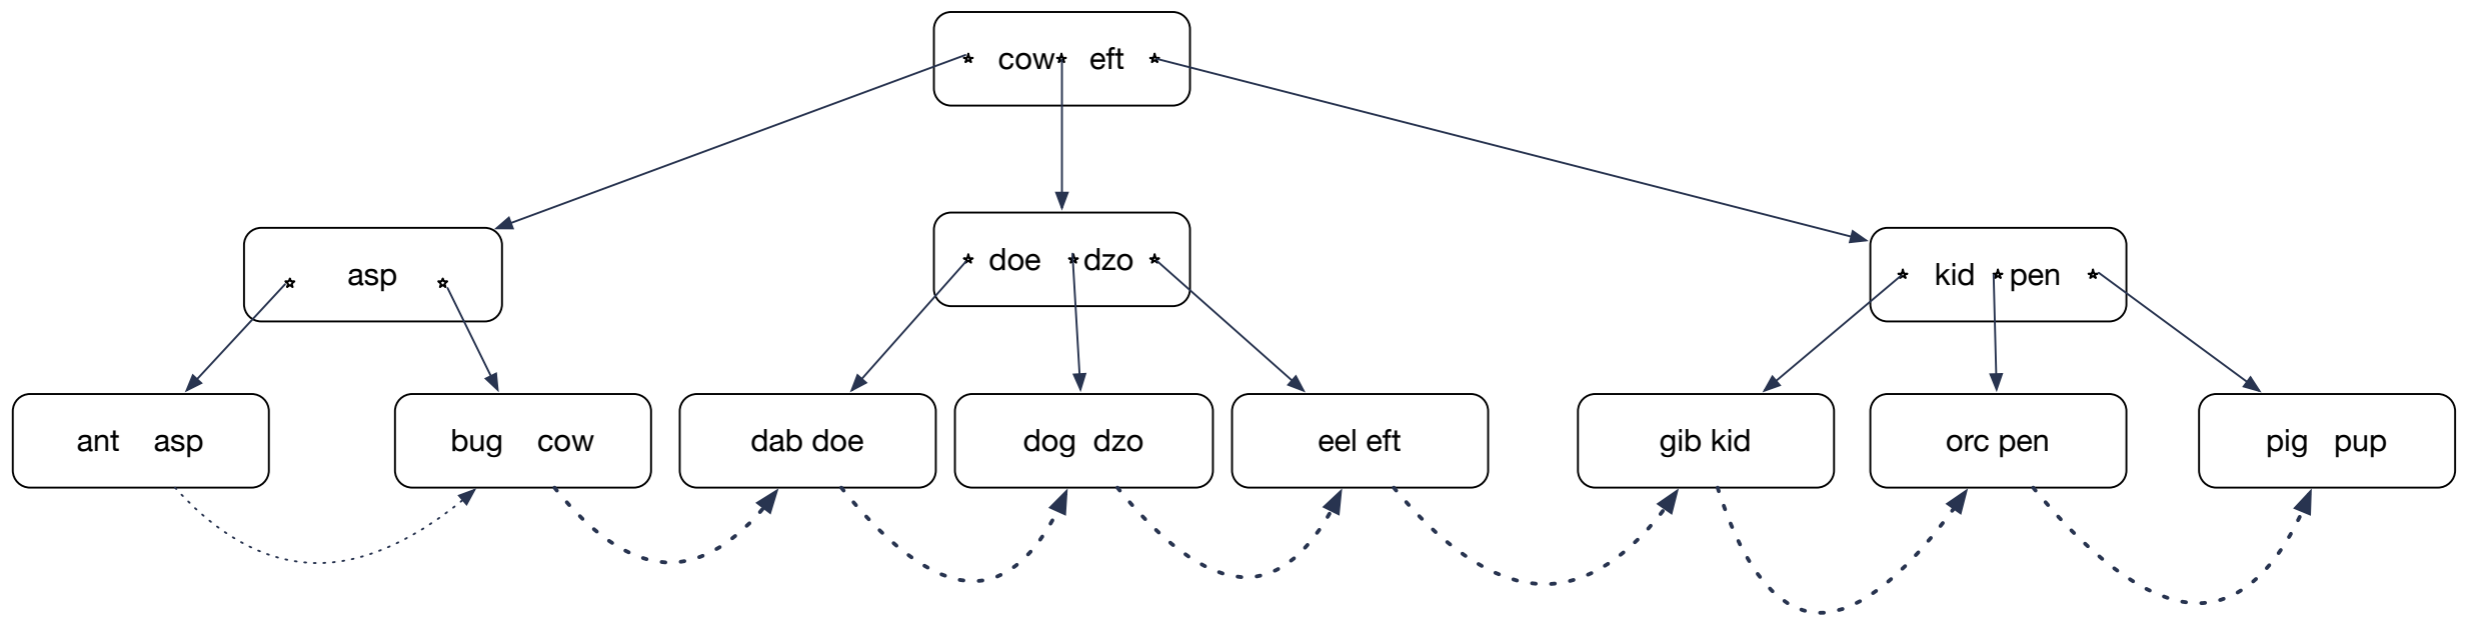 cow eft
asp
doe dzo
kid pen
ant asp
bug cow
dab doe
dog dzo
eel eft
gib kid
orc pen
pig pup